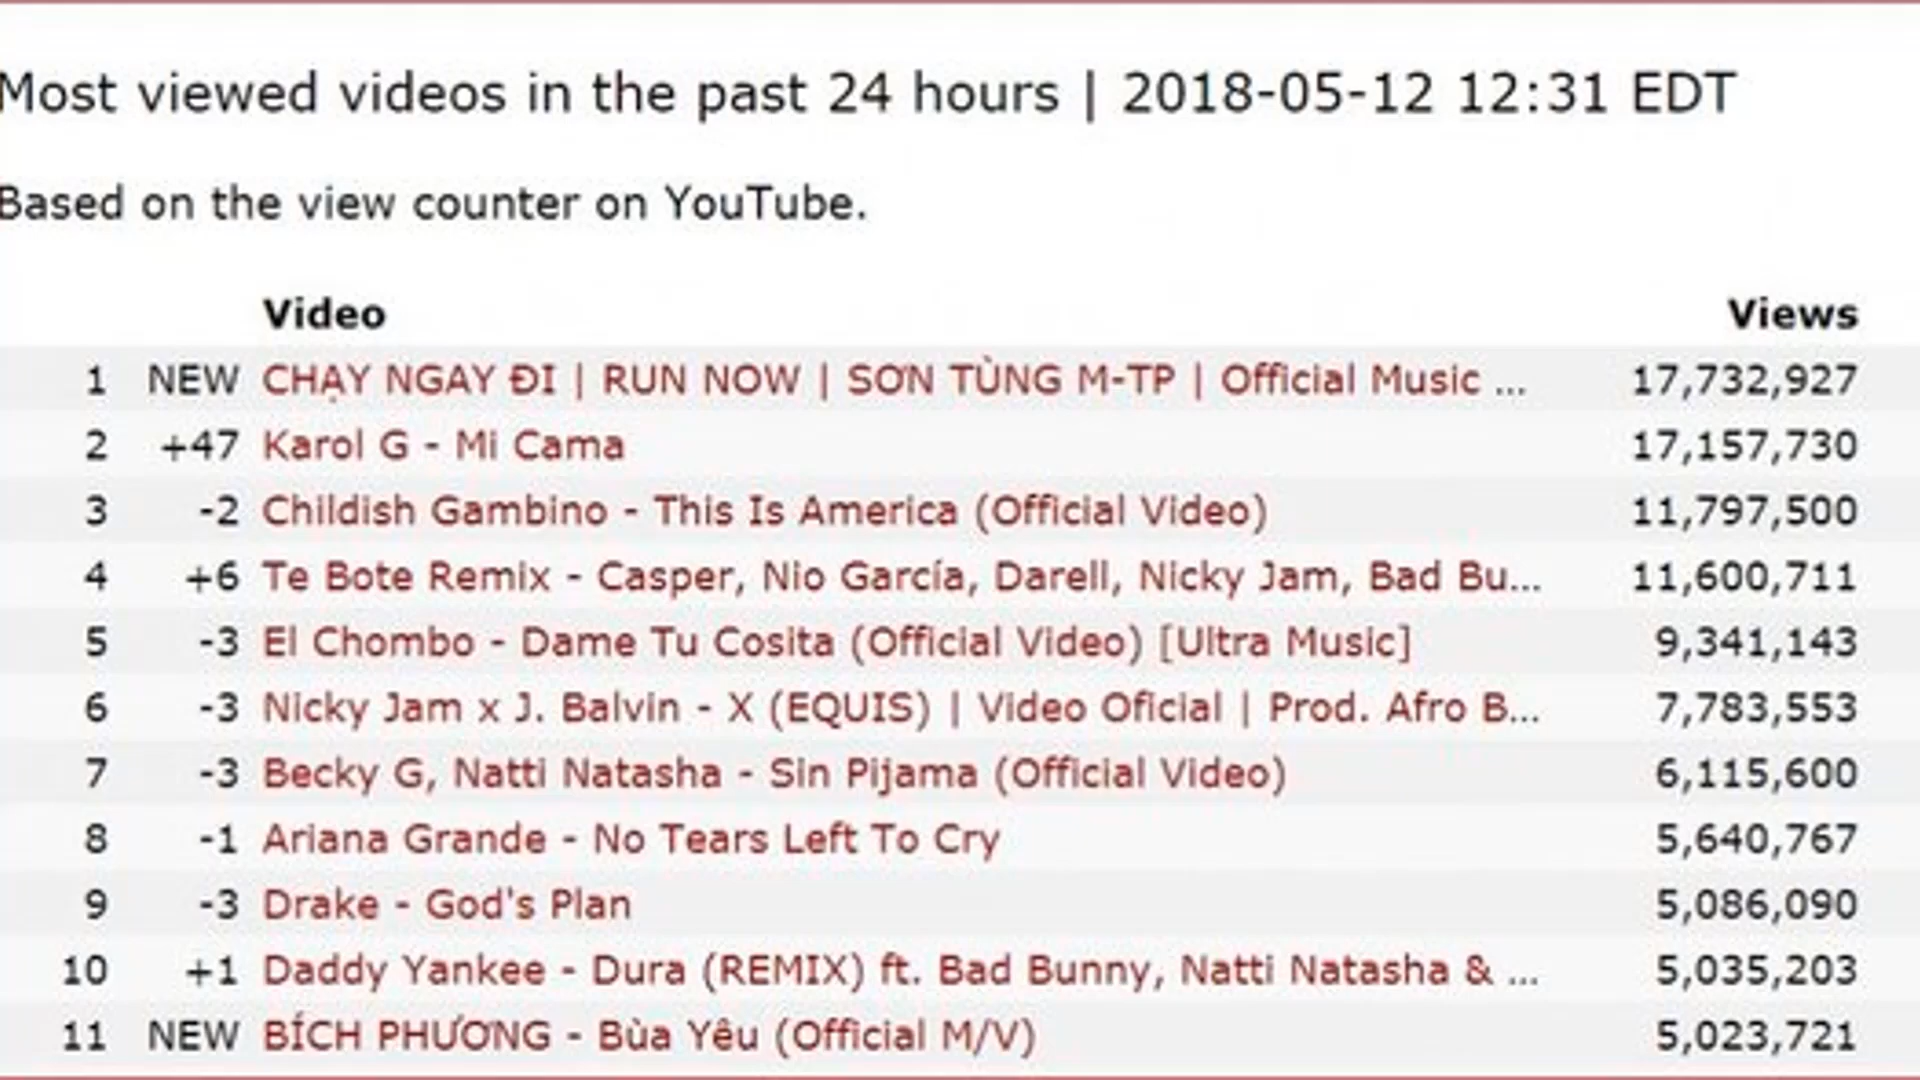 Most viewed videos in the past 24 hours | 2018-05-12 12:31 EDT
Based on the view counter on YouTube.
Video Views
1 NEW CHẠY NGAY ĐI | RUN NOW | SƠN TÙNG M-TP | Official Music ... 17,732,927
2 +47 Karol G - Mi Cama 17,157,730
3 -2 Childish Gambino - This Is America (Official Video) 11,797,500
4 +6 Te Bote Remix - Casper, Nio García, Darell, Nicky Jam, Bad Bu... 11,600,711
5 -3 El Chombo - Dame Tu Cosita (Official Video) [Ultra Music] 9,341,143
6 -3 Nicky Jam x J. Balvin - X (EQUIS) | Video Oficial | Prod. Afro B... 7,783,553
7 -3 Becky G, Natti Natasha - Sin Pijama (Official Video) 6,115,600
8 -1 Ariana Grande - No Tears Left To Cry 5,640,767
9 -3 Drake - God's Plan 5,086,090
10 +1 Daddy Yankee - Dura (REMIX) ft. Bad Bunny, Natti Natasha & ... 5,035,203
11 NEW BÍCH PHƯƠNG - Bùa Yêu (Official M/V) 5,023,721